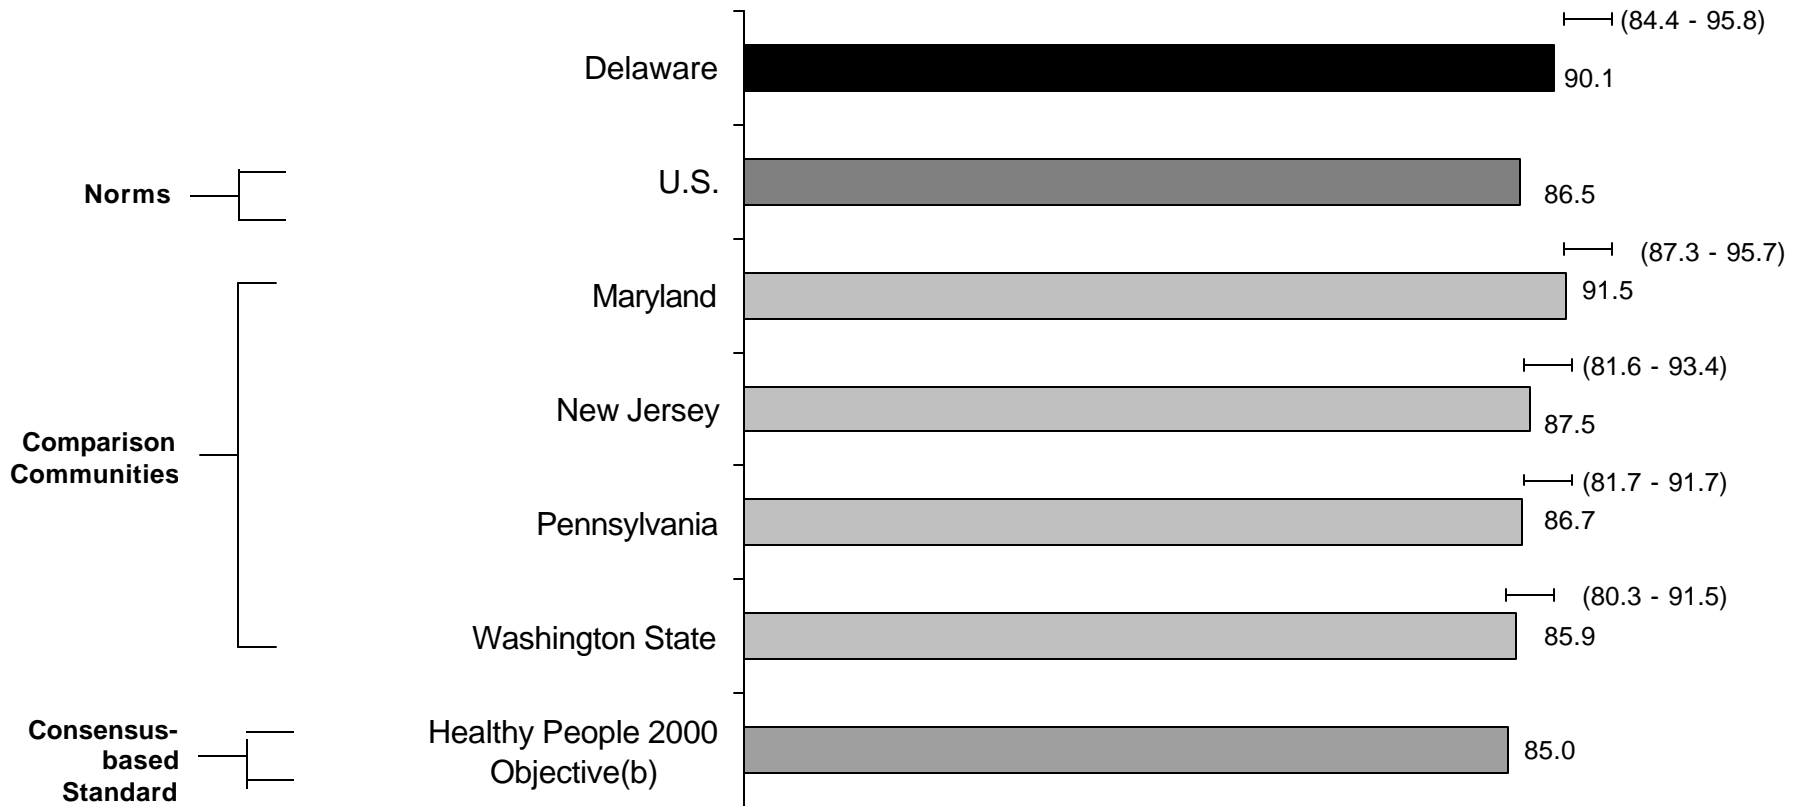 (84.4 - 95.8)
Delaware
90.1
Norms
U.S.
86.5
(87.3 - 95.7)
Maryland
91.5
(81.6 - 93.4)
New Jersey
87.5
Comparison
Communities
(81.7 - 91.7)
Pennsylvania
86.7
(80.3 - 91.5)
Washington State
85.9
Consensus-
based
Standard
Healthy People 2000
Objective(b)
85.0